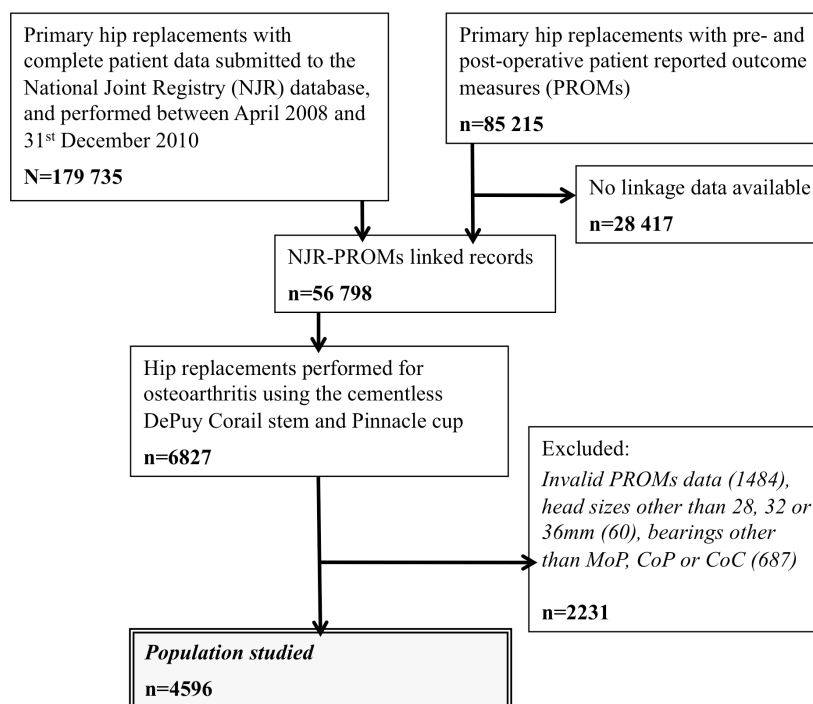 Primary hip replacements with
complete patient data submitted to the
National Joint Registry (NJR) database,
and performed between April 2008 and
31st December 2010
N=179 735
Primary hip replacements with pre- and
post-operative patient reported outcome
measures (PROMs)
n=85 215
No linkage data available
n=28 417
NJR-PROMs linked records
n=56 798
Hip replacements performed for
osteoarthritis using the cementless
DePuy Corail stem and Pinnacle cup
n=6827
Excluded:
Invalid PROMs data (1484),
head sizes other than 28, 32 or
36mm (60), bearings other
than MoP, CoP or CoC (687)
n=2231
Population studied
n=4596